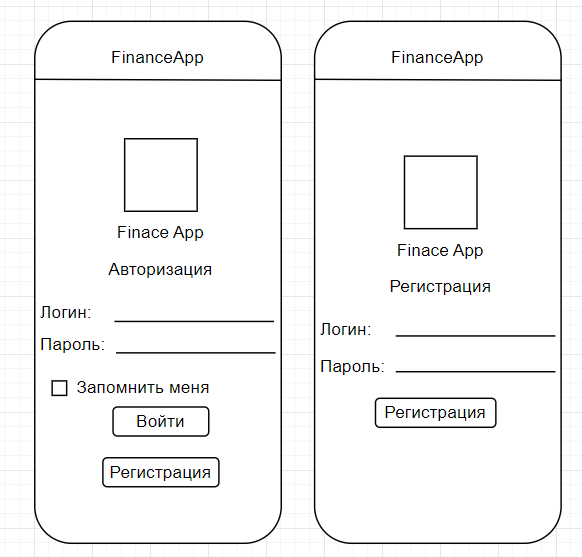 FinanceApp
Finace App
Авторизация
Логин:
Пароль:
Запомнить меня
Войти
Регистрация
FinanceApp
Finace App
Регистрация
Логин:
Пароль:
Регистрация